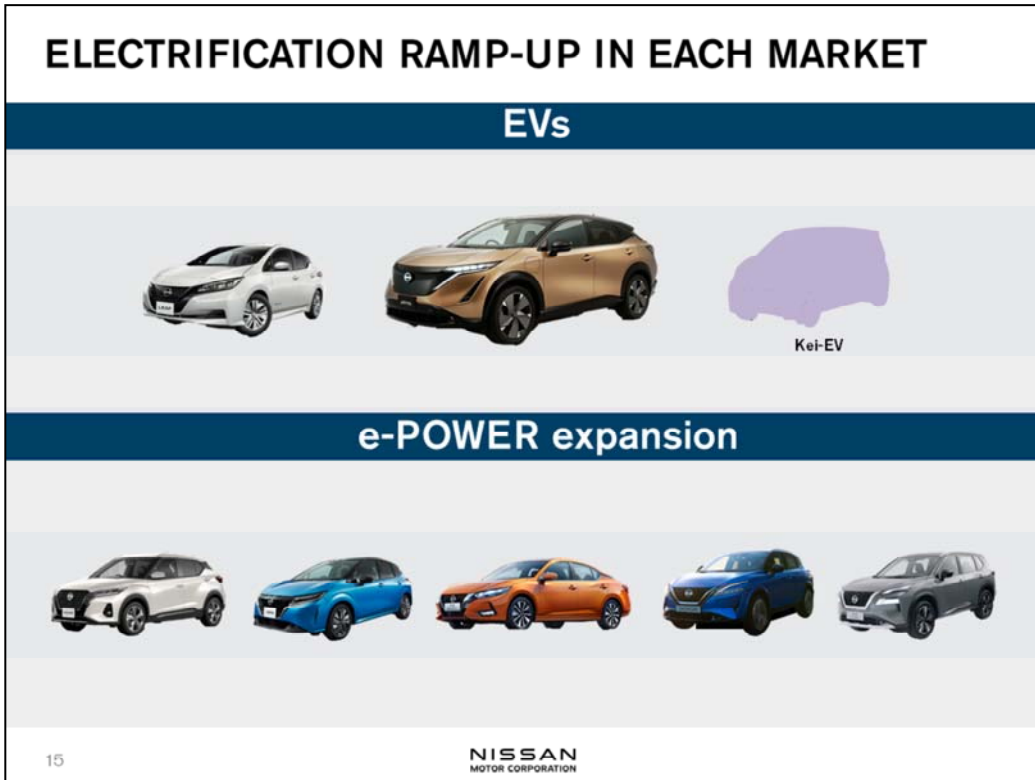 ELECTRIFICATION RAMP-UP IN EACH MARKET
EVs
Kei-EV
e-POWER expansion
15
NISSAN
MOTOR CORPORATION